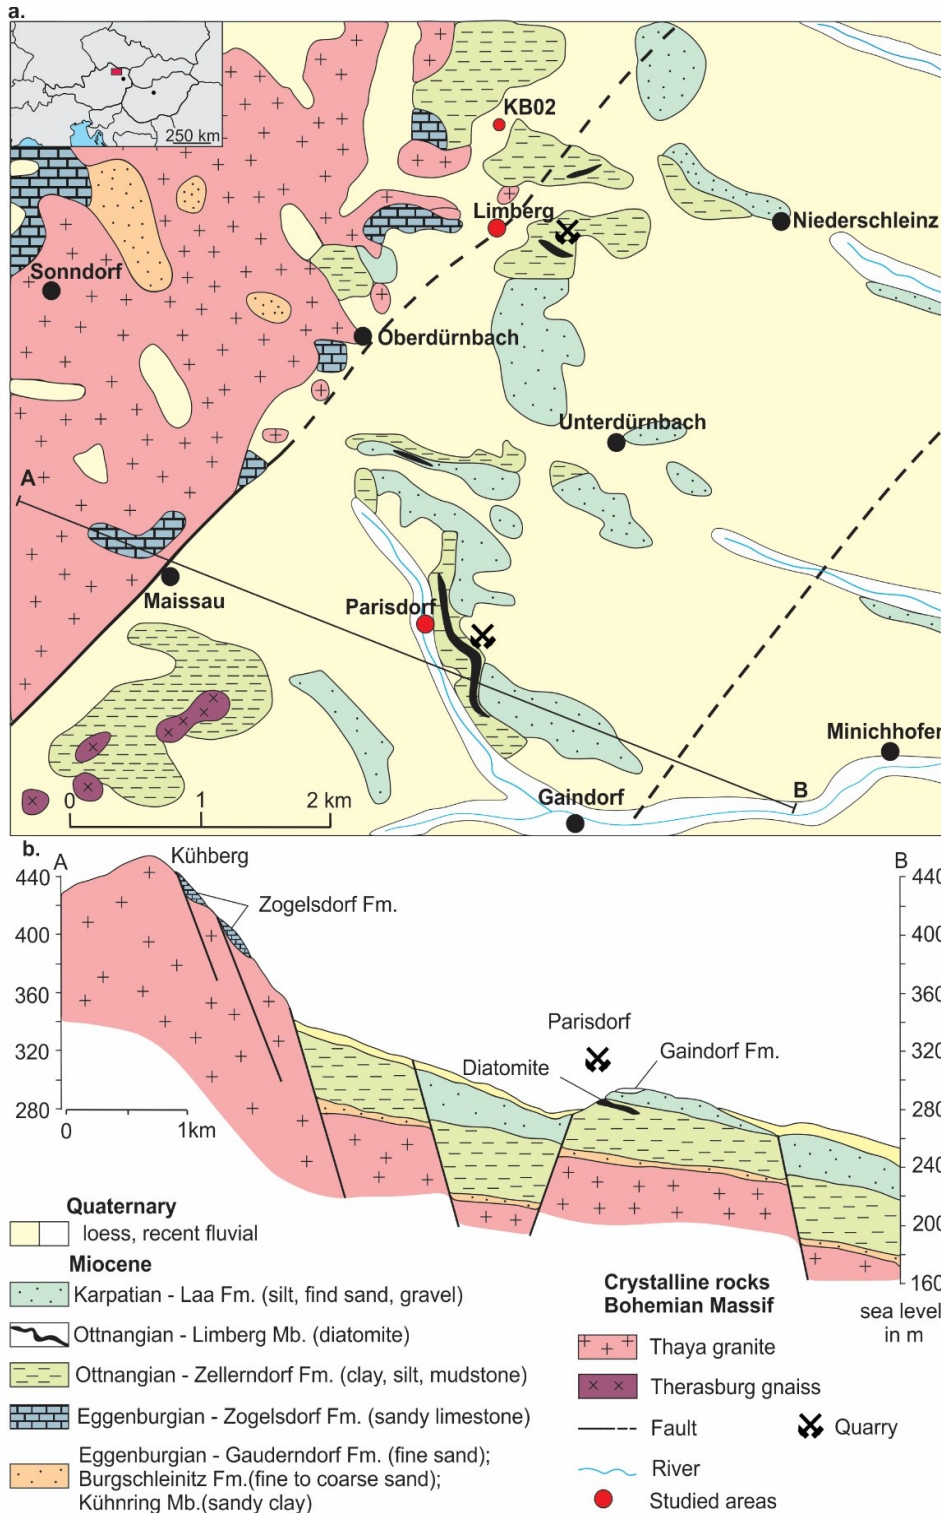 a.
250 km
KB02
Limberg
Niederschleinz
Sonndorf
Oberdürnbach
Unterdürnbach
A
Maissau
Parisdorf
Minichhofen
0 1 2 km
Gaindorf
B
b.
A
Kühberg
B
440
440
Zogelsdorf Fm.
400
400
360
360
Parisdorf
320
320
Diatomite
Gaindorf Fm.
280
280
0 1km
240
Quaternary
200
loess, recent fluvial
Miocene
160
Karpatian - Laa Fm. (silt, find sand, gravel)
sea level
in m
Ottnangian - Limberg Mb. (diatomite)
Ottnangian - Zellerndorf Fm. (clay, silt, mudstone)
Eggenburgian - Zogelsdorf Fm. (sandy limestone)
Eggenburgian - Gauderndorf Fm. (fine sand);
Burgschleinitz Fm.(fine to coarse sand);
Kühnring Mb.(sandy clay)
Crystalline rocks
Bohemian Massif
Thaya granite
Therasburg gnaiss
Fault
Quarry
River
Studied areas